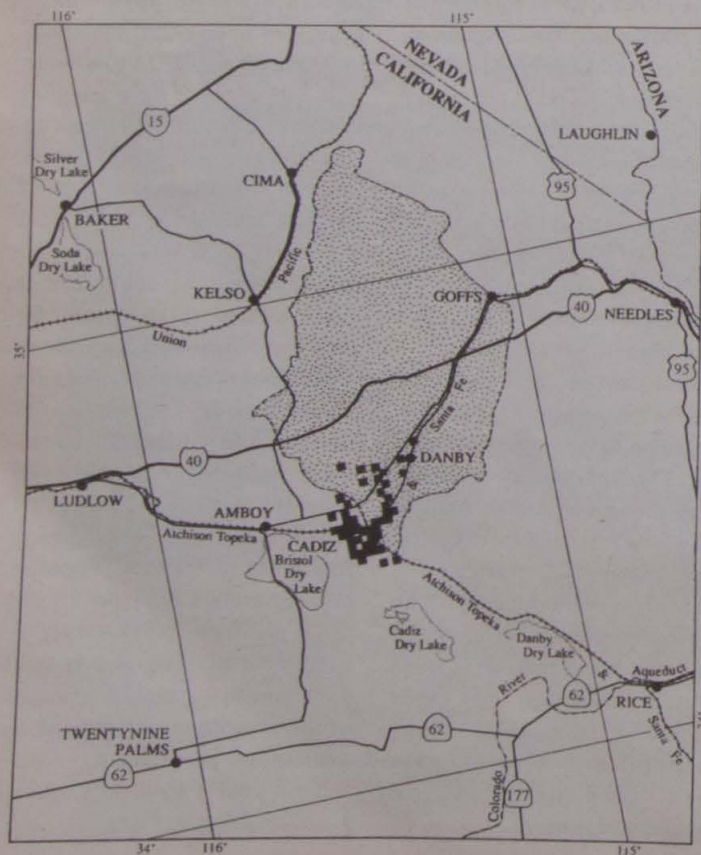 116°
115°
NEVADA
CALIFORNIA
ARIZONA
LAUGHLIN
15
95
Silver
Dry Lake
CIMA
BAKER
Soda
Dry Lake
Pacific
KELSO
GOFFS
40
NEEDLES
Union
35°
95
Santa Fe
40
DANBY
&
LUDLOW
AMBOY
Atchison Topeka
CADIZ
Bristol
Dry
Lake
Atchison Topeka
Cadiz
Dry Lake
Danby
Dry Lake
&
Aqueduct
River
62
RICE
Santa Fe
TWENTYNINE
PALMS
62
62
Colorado
177
34°
116°
115°